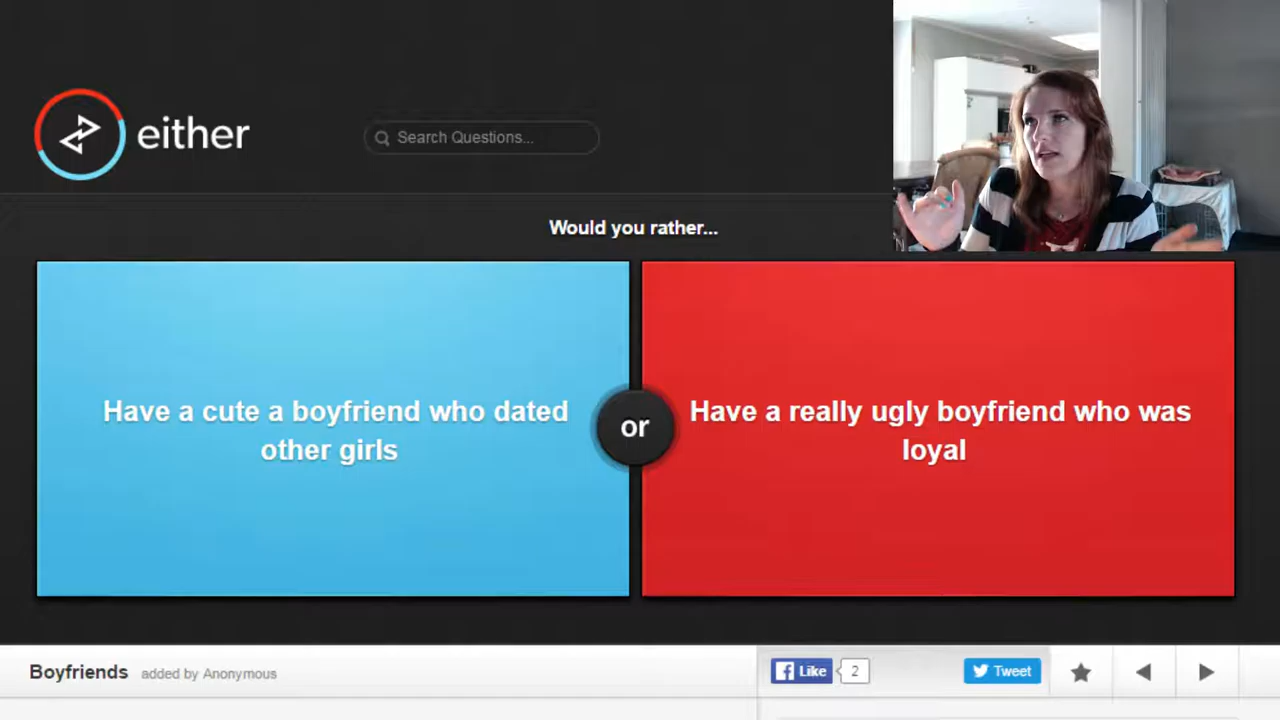 either
Search Questions...
Would you rather...
Have a cute a boyfriend who dated
other girls
or
Have a really ugly boyfriend who was
loyal
Boyfriends added by Anonymous
Like 2
Tweet